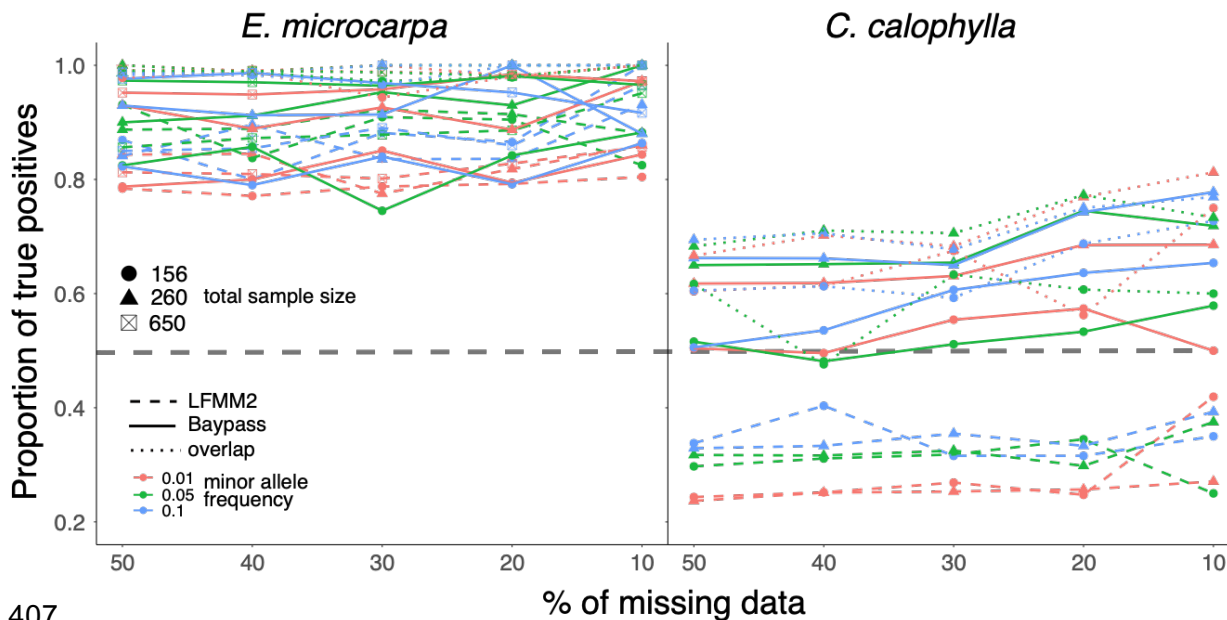 E. microcarpa
C. calophylla
Proportion of true positives
1.0
0.8
0.6
0.4
0.2
156
260 total sample size
650
LFMM2
Baypass
overlap
0.01 minor allele
0.05 frequency
0.1
50 40 30 20 10
50 40 30 20 10
% of missing data
407